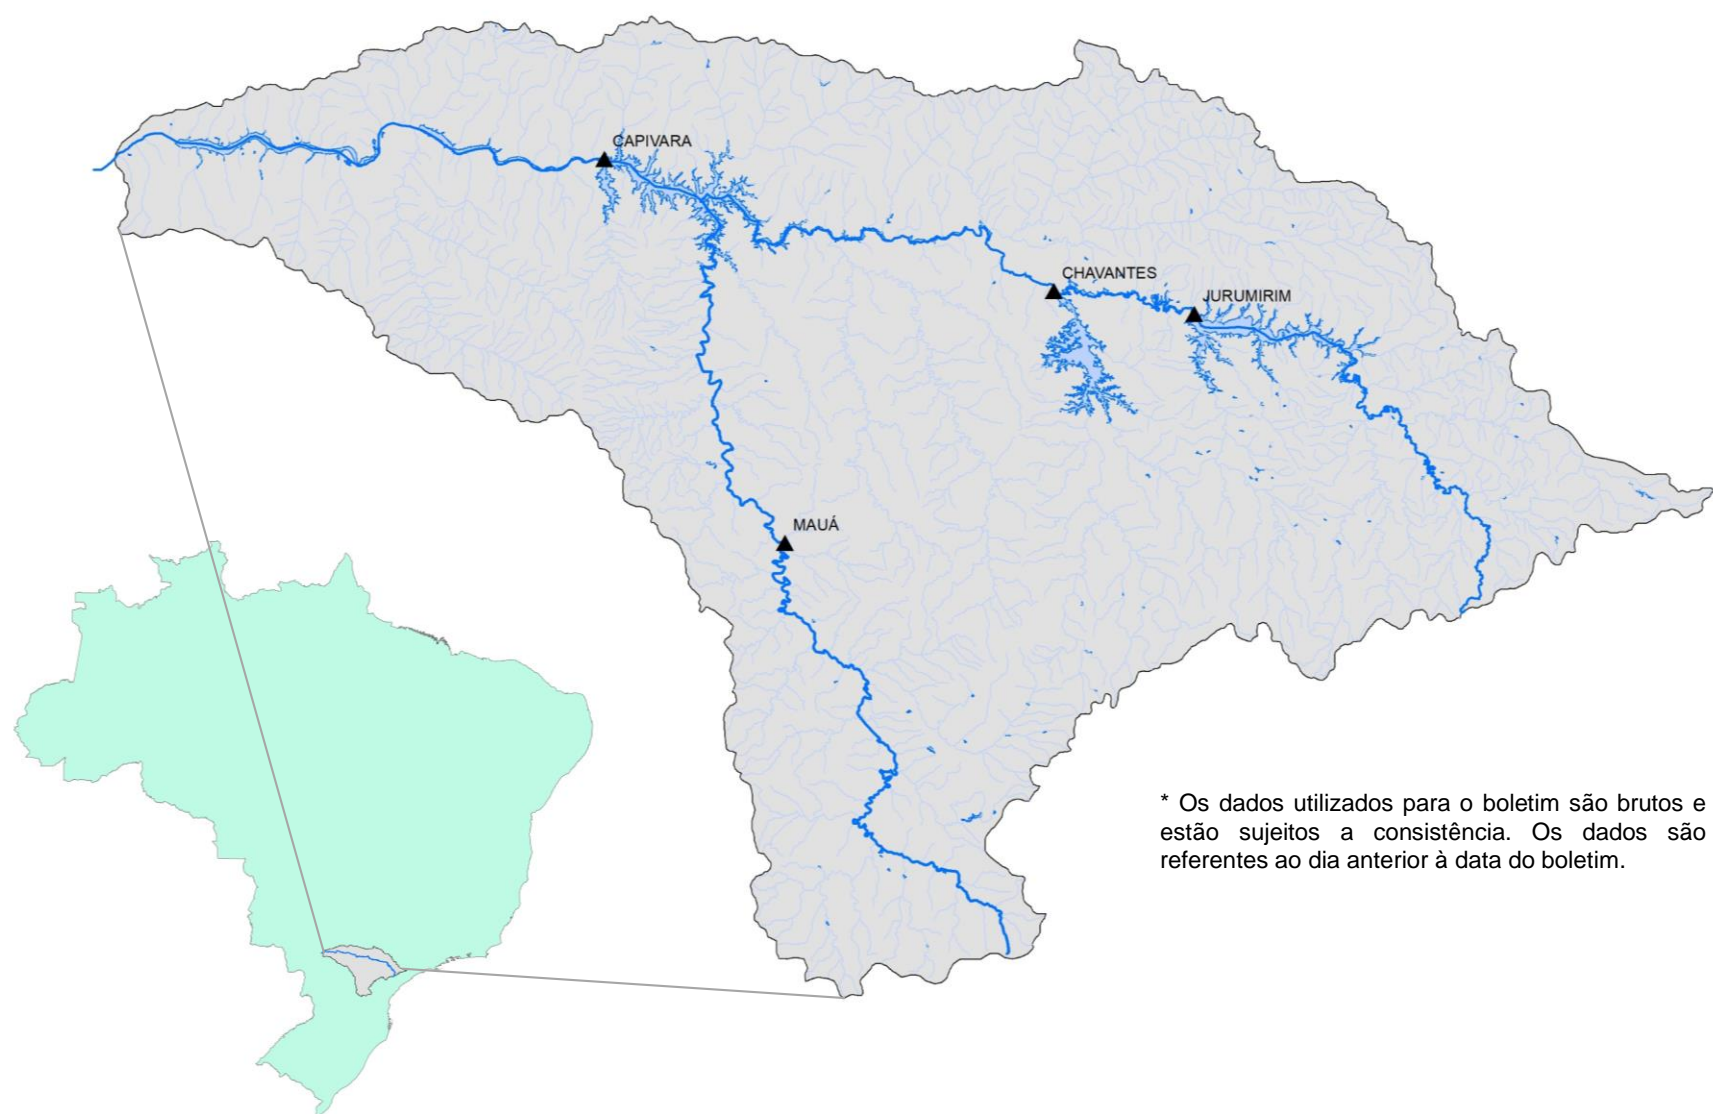 CAPIVARA
CHAVANTES
JURUMIRIM
MAUÁ
* Os dados utilizados para o boletim são brutos e
estão sujeitos a consistência. Os dados são
referentes ao dia anterior à data do boletim.